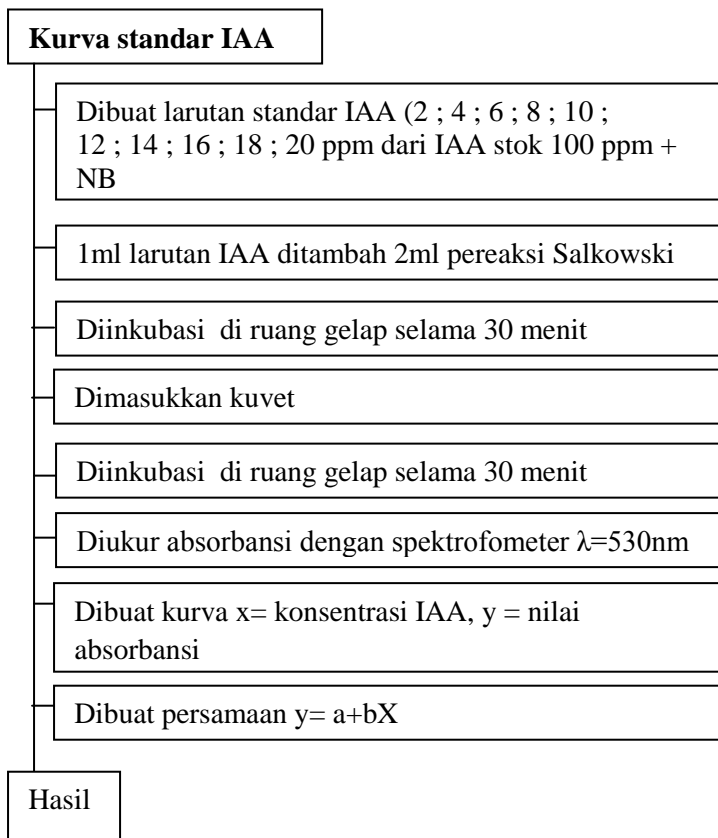 Kurva standar IAA
Dibuat larutan standar IAA (2 ; 4 ; 6 ; 8 ; 10 ;
12 ; 14 ; 16 ; 18 ; 20 ppm dari IAA stok 100 ppm +
NB
1ml larutan IAA ditambah 2ml pereaksi Salkowski
Diinkubasi di ruang gelap selama 30 menit
Dimasukkan kuvet
Diinkubasi di ruang gelap selama 30 menit
Diukur absorbansi dengan spektrofometer λ=530nm
Dibuat kurva x= konsentrasi IAA, y = nilai
absorbansi
Dibuat persamaan y= a+bX
Hasil